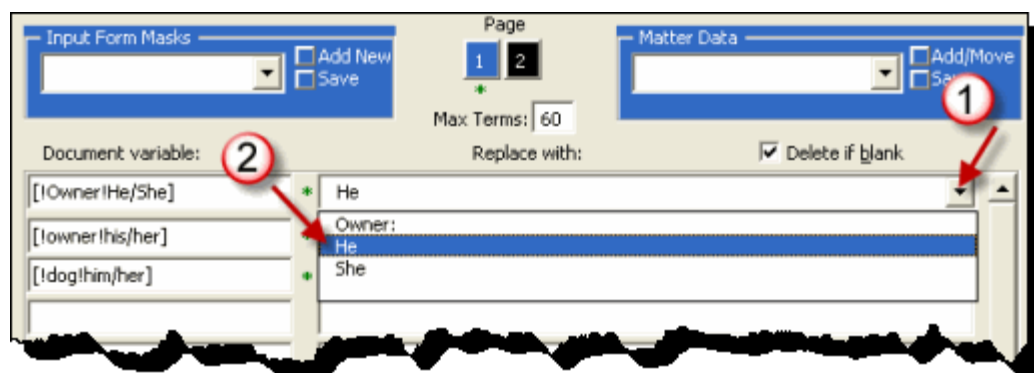 Input Form Masks
Add New
Save
Page
1 2
*
Max Terms: 60
Matter Data
Add/Move
1
Document variable:
2
Replace with:
Delete if blank
[!Owner!He/She] * He
[!owner!his/her]
Owner:
He
[!dog!him/her] * She